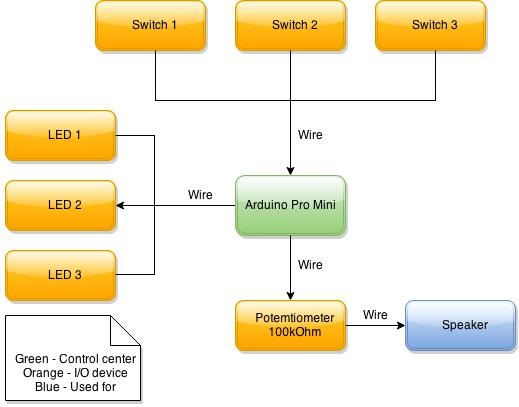 Switch 1
Switch 2
Switch 3
Wire
LED 1
LED 2
LED 3
Wire
Arduino Pro Mini
Wire
Potemtiometer
100kOhm
Wire
Speaker
Green - Control center
Orange - I/O device
Blue - Used for